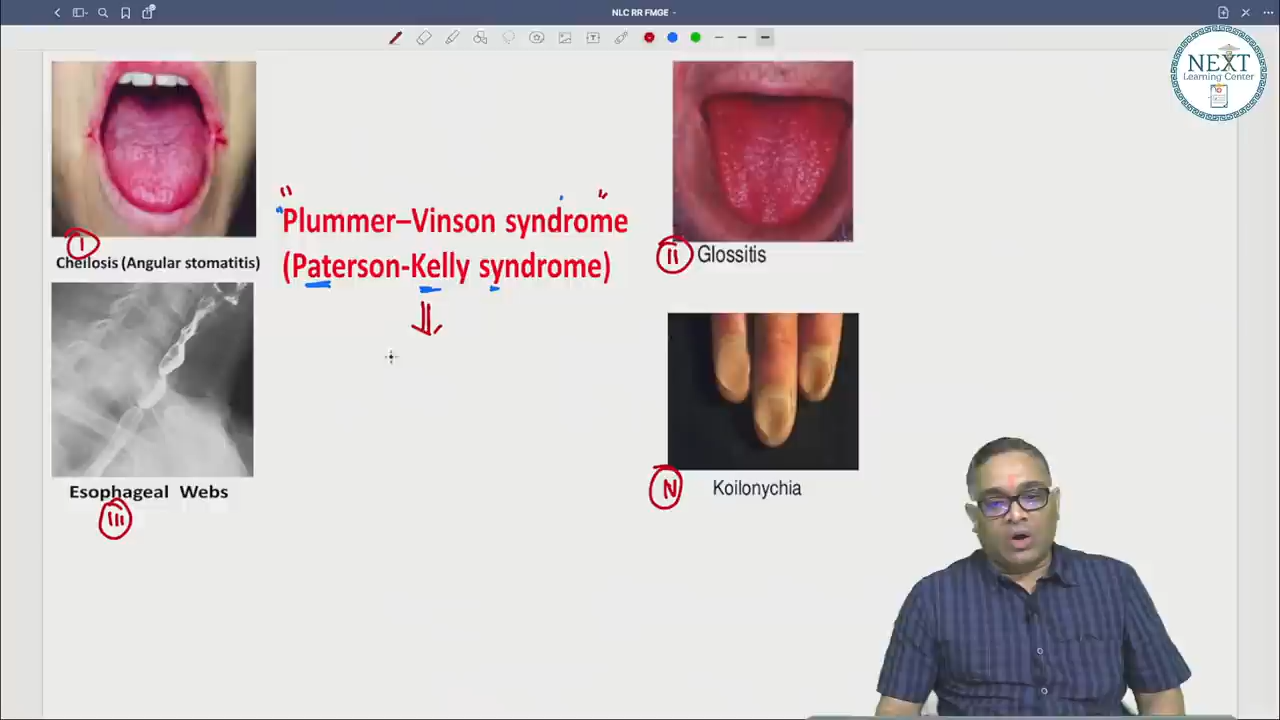 NLC RR FMGE
NEXT
Learning Center
I
Cheilosis (Angular stomatitis)
"Plummer–Vinson syndrome"
(Paterson-Kelly syndrome)
II
Glossitis
Esophageal Webs
III
IV
Koilonychia